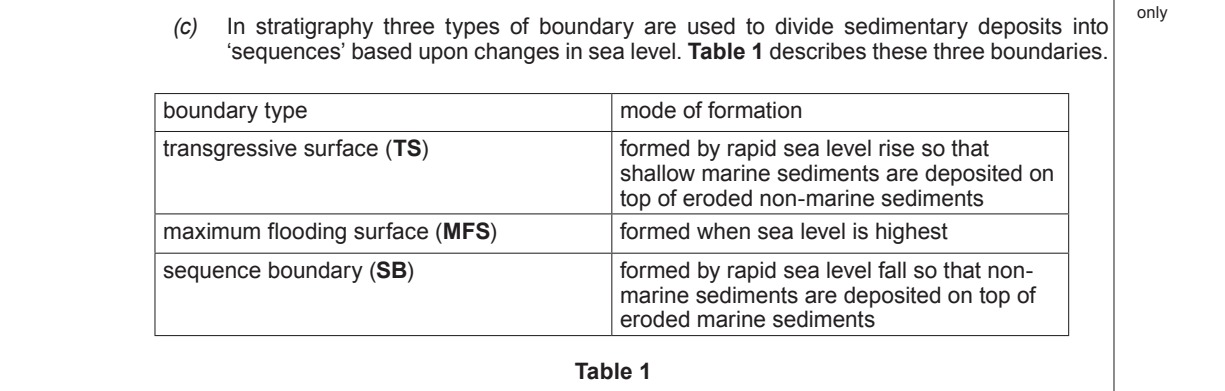 only
(c) In stratigraphy three types of boundary are used to divide sedimentary deposits into
‘sequences’ based upon changes in sea level. Table 1 describes these three boundaries.
boundary type
mode of formation
transgressive surface (TS)
formed by rapid sea level rise so that
shallow marine sediments are deposited on
top of eroded non-marine sediments
maximum flooding surface (MFS)
formed when sea level is highest
sequence boundary (SB)
formed by rapid sea level fall so that non-
marine sediments are deposited on top of
eroded marine sediments
Table 1